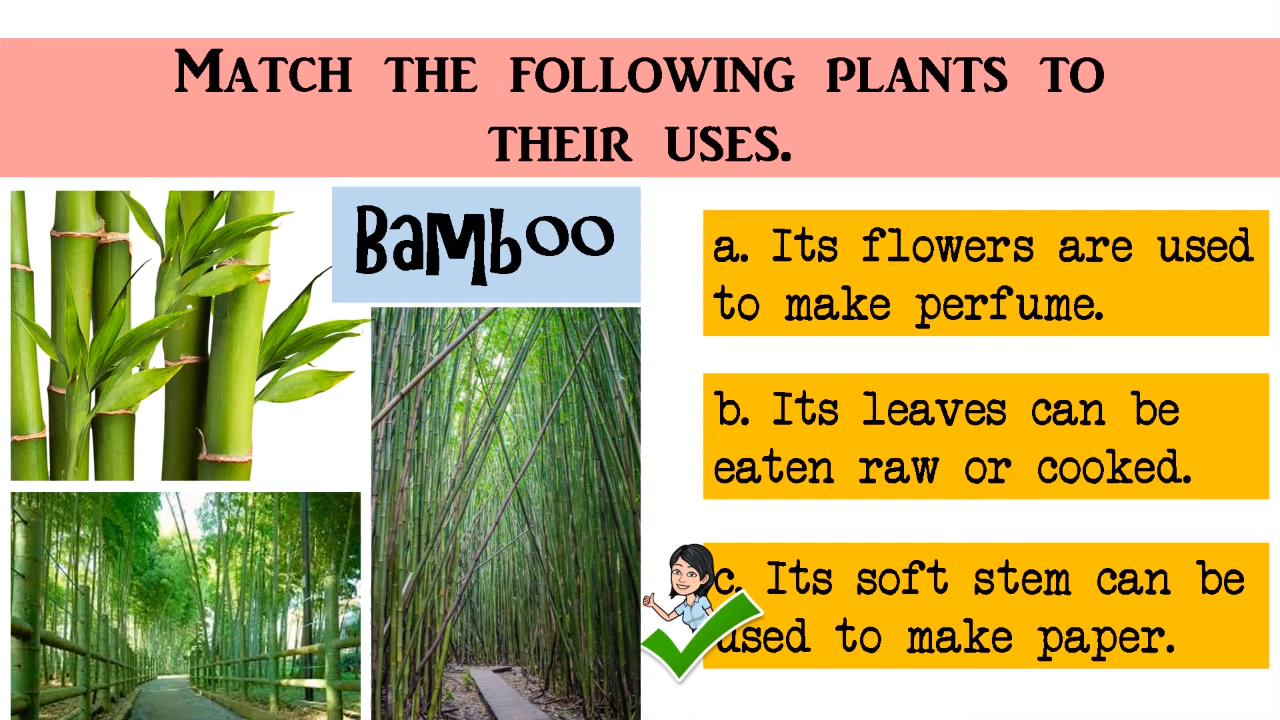 MATCH THE FOLLOWING PLANTS TO
THEIR USES.
Bamboo
a. Its flowers are used
to make perfume.
b. Its leaves can be
eaten raw or cooked.
c. Its soft stem can be
used to make paper.